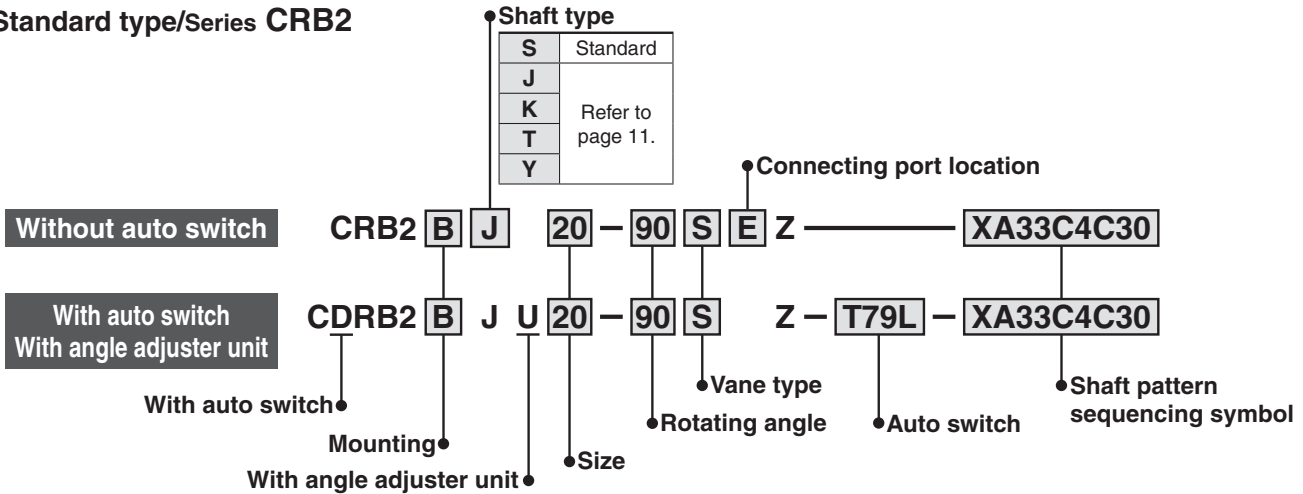 Standard type/Series CRB2
Shaft type
S Standard
J
K
T
Y
Refer to
page 11.
Connecting port location
Without auto switch CRB2 B J 20 – 90 S E Z — XA33C4C30
With auto switch
With angle adjuster unit
CDRB2 B J U 20 – 90 S Z – T79L – XA33C4C30
With auto switch
Mounting
With angle adjuster unit
Size
Rotating angle
Vane type
Auto switch
Shaft pattern
sequencing symbol